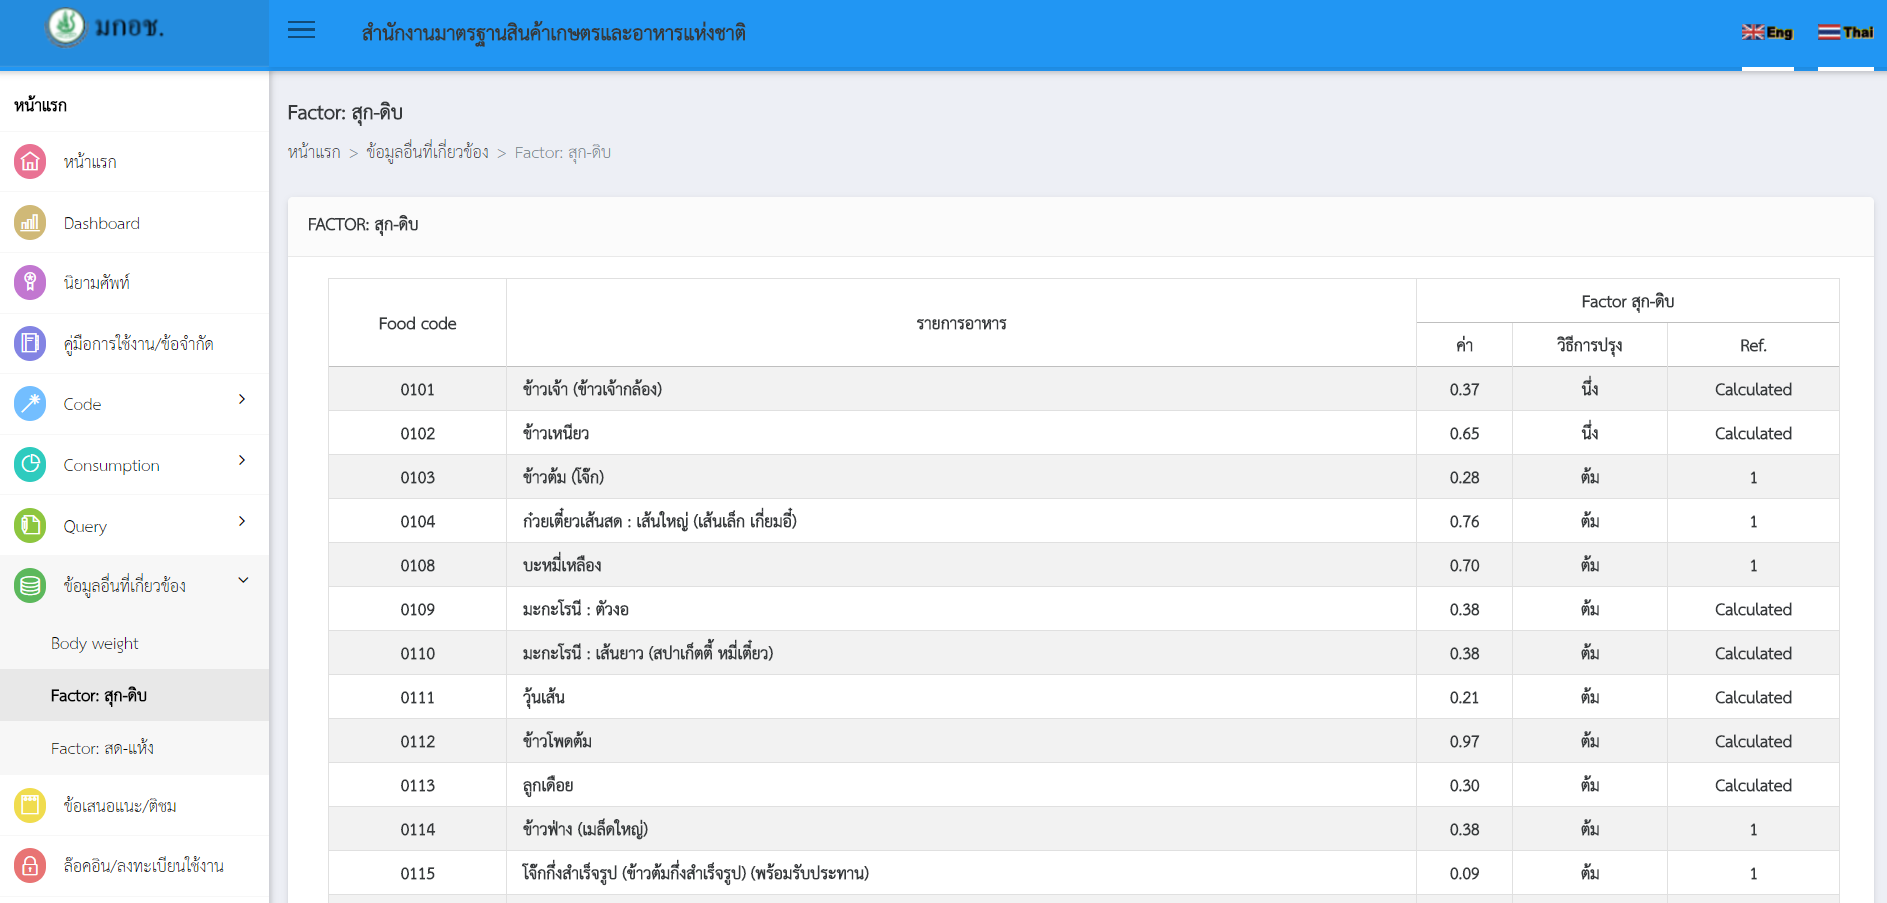 มกอช.
สำนักงานมาตรฐานสินค้าเกษตรและอาหารแห่งชาติ
Eng
Thai
หน้าแรก
หน้าแรก
Dashboard
นิยามศัพท์
คู่มือการใช้งาน/ข้อจำกัด
Code
Consumption
Query
ข้อมูลอื่นที่เกี่ยวข้อง
Body weight
Factor: สุก-ดิบ
Factor: สด-แห้ง
ข้อเสนอแนะ/ติชม
ล๊อคอิน/ลงทะเบียนใช้งาน
Factor: สุก-ดิบ
หน้าแรก > ข้อมูลอื่นที่เกี่ยวข้อง > Factor: สุก-ดิบ
FACTOR: สุก-ดิบ
Food code รายการอาหาร Factor สุก-ดิบ
ค่า วิธีการปรุง Ref.
0101 ข้าวเจ้า (ข้าวเจ้ากล้อง) 0.37 นึ่ง Calculated
0102 ข้าวเหนียว 0.65 นึ่ง Calculated
0103 ข้าวต้ม (โจ๊ก) 0.28 ต้ม 1
0104 ก๋วยเตี๋ยวเส้นสด : เส้นใหญ่ (เส้นเล็ก เกี่ยมอี๋) 0.76 ต้ม 1
0108 บะหมี่เหลือง 0.70 ต้ม 1
0109 มะกะโรนี : ตัวงอ 0.38 ต้ม Calculated
0110 มะกะโรนี : เส้นยาว (สปาเก็ตตี้ หมี่เตี๋ยว) 0.38 ต้ม Calculated
0111 วุ้นเส้น 0.21 ต้ม Calculated
0112 ข้าวโพดต้ม 0.97 ต้ม Calculated
0113 ลูกเดือย 0.30 ต้ม Calculated
0114 ข้าวฟ่าง (เมล็ดใหญ่) 0.38 ต้ม 1
0115 โจ๊กกึ่งสำเร็จรูป (ข้าวต้มกึ่งสำเร็จรูป) (พร้อมรับประทาน) 0.09 ต้ม 1